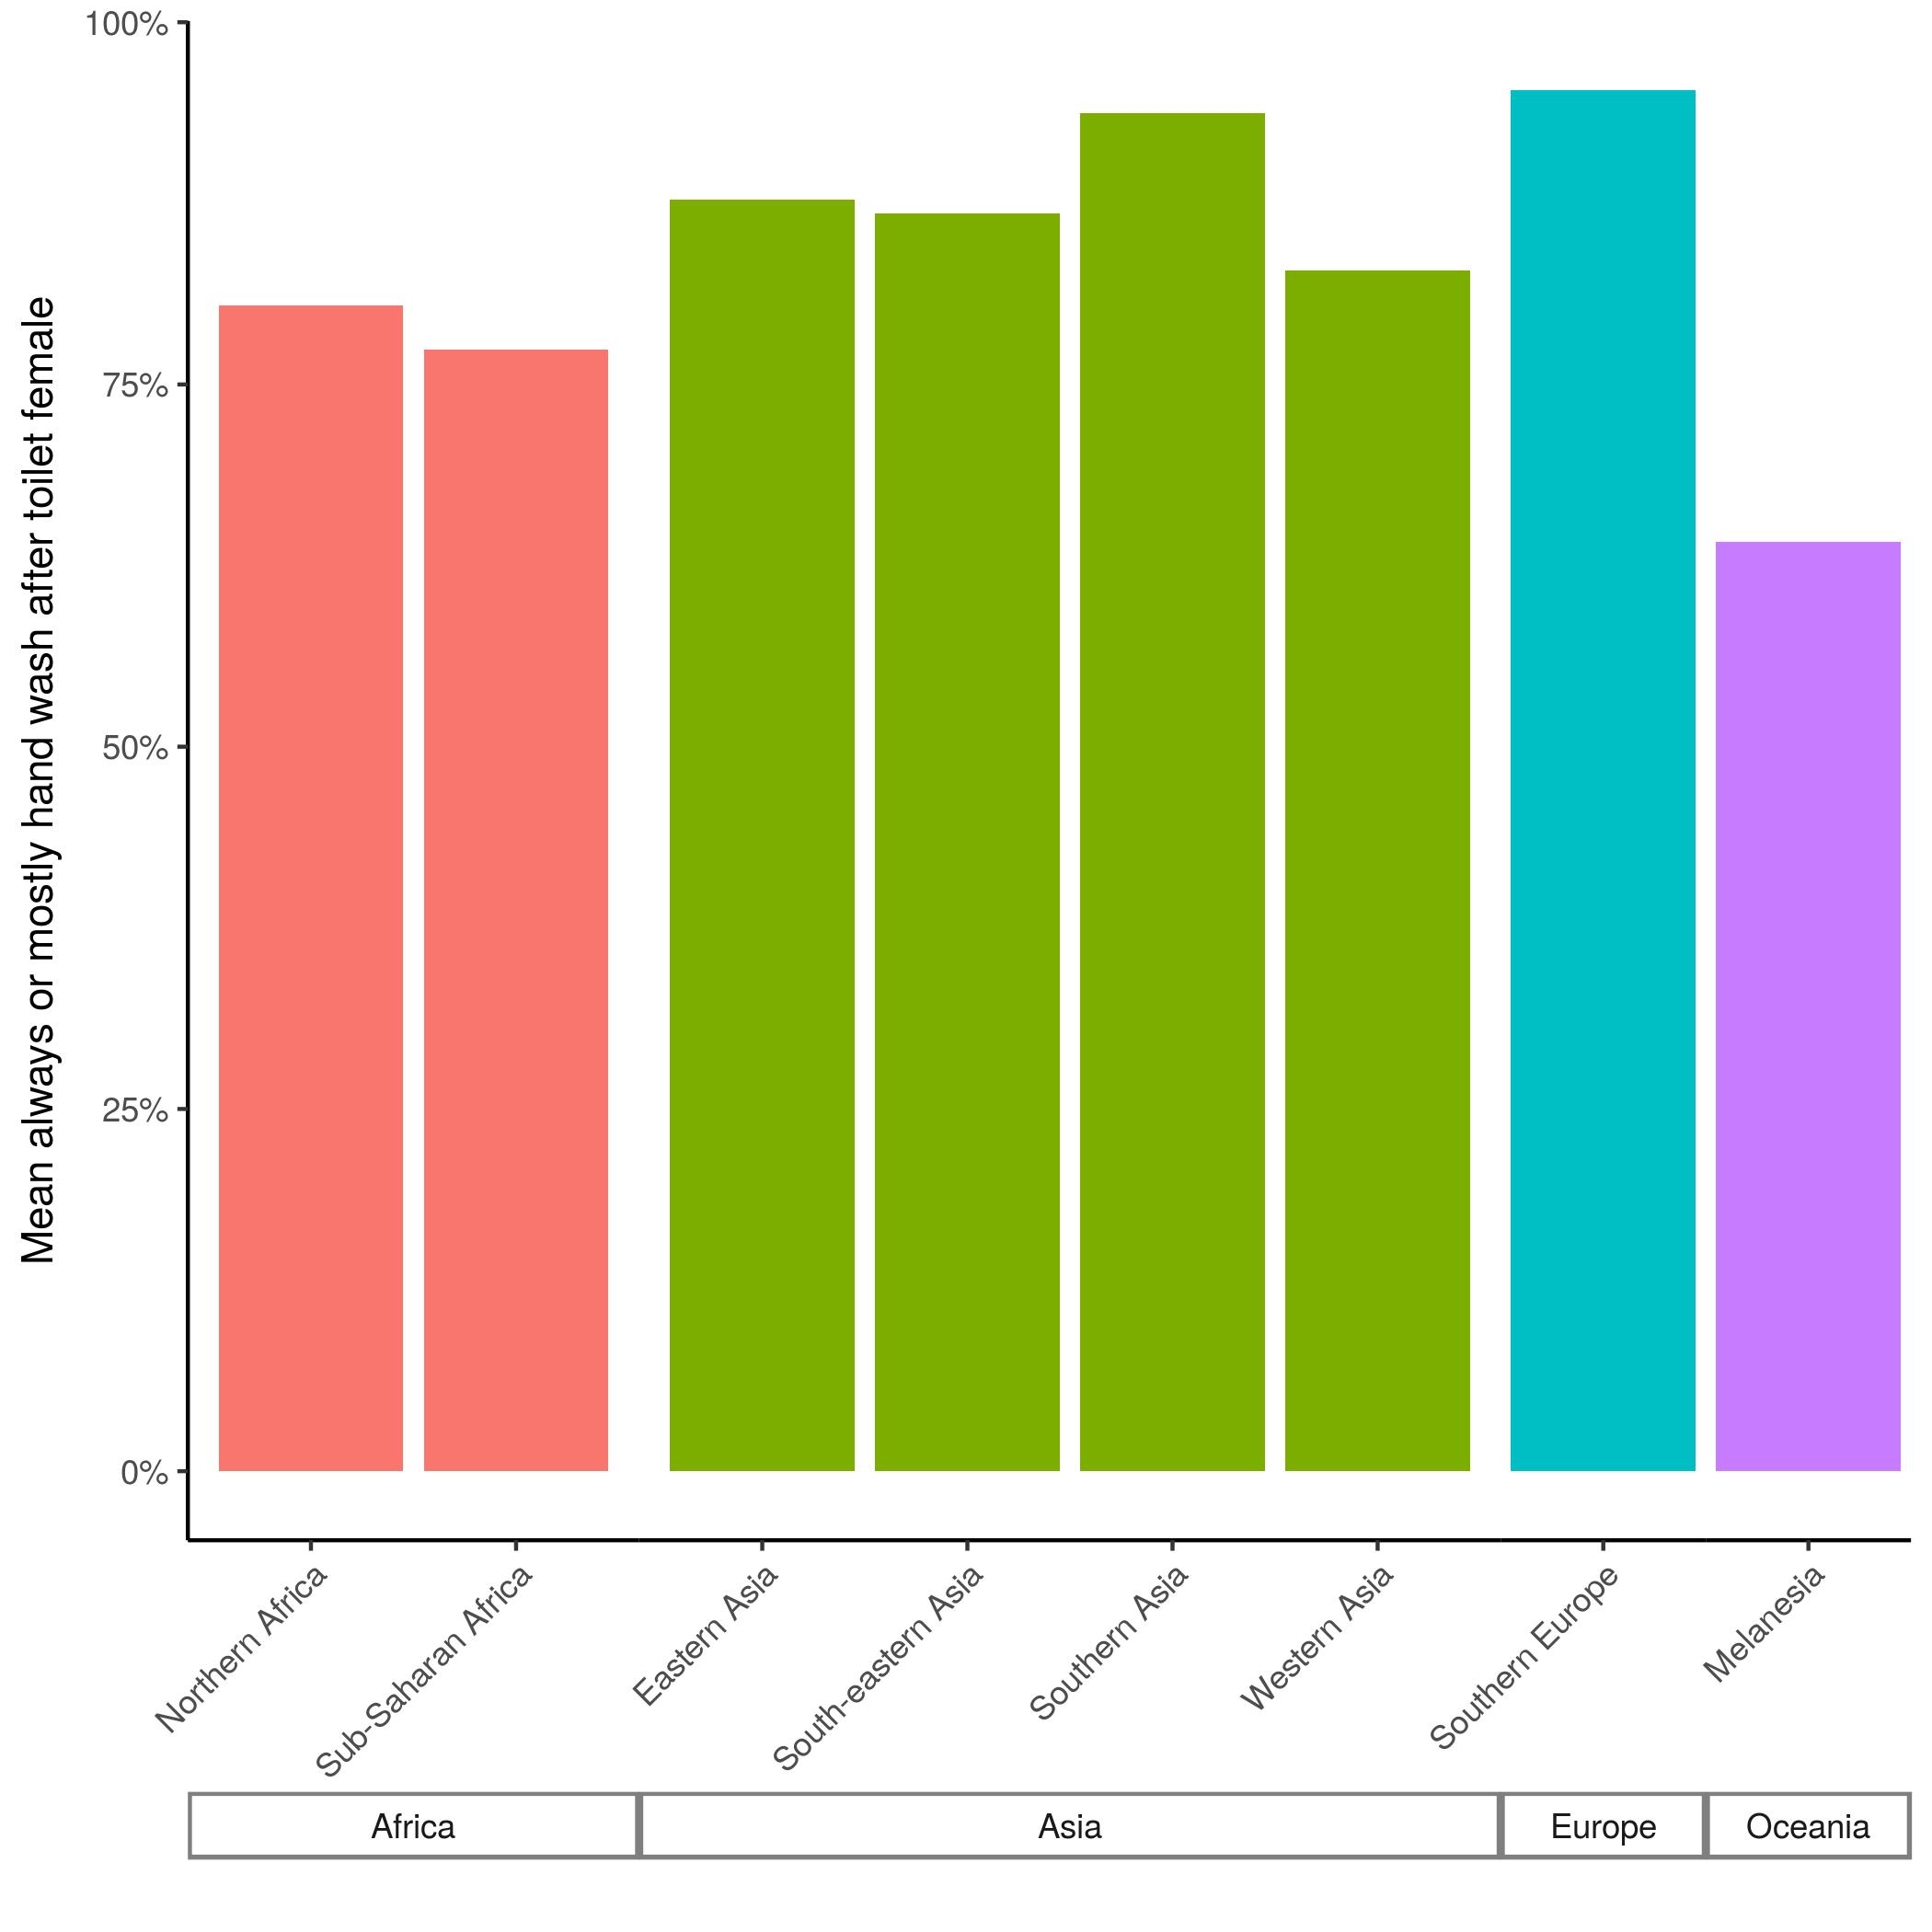 Mean always or mostly hand wash after toilet female
100%
75%
50%
25%
0%
Northern Africa
Sub-Saharan Africa
Eastern Asia
South-eastern Asia
Southern Asia
Western Asia
Southern Europe
Melanesia
Africa
Asia
Europe
Oceania